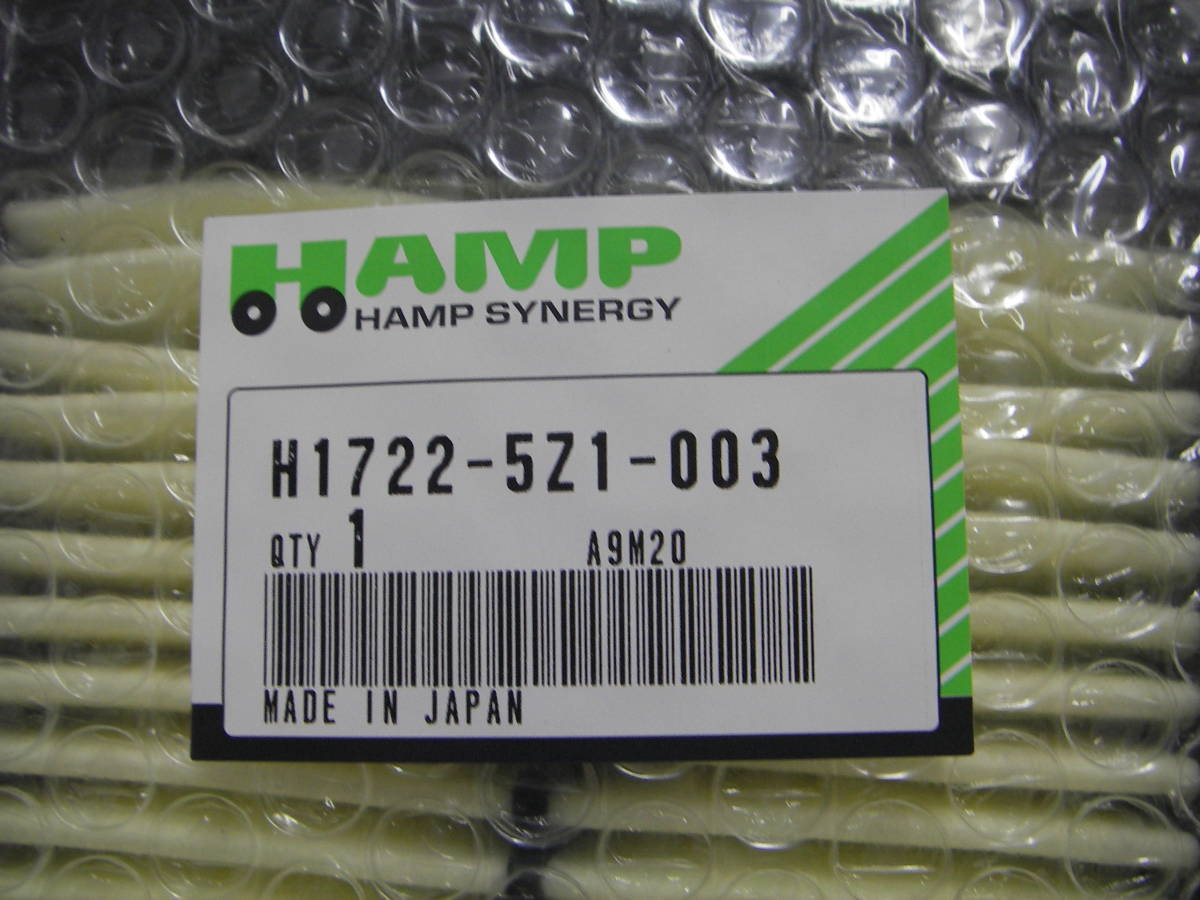 HAMP
HAMP SYNERGY
H1722-5Z1-003
QTY 1 A9M20
MADE IN JAPAN